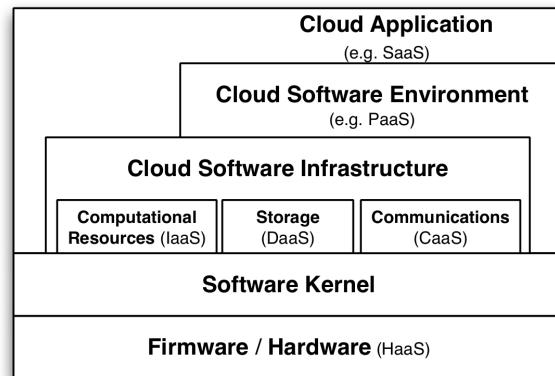 Cloud Application
(e.g. SaaS)
Cloud Software Environment
(e.g. PaaS)
Cloud Software Infrastructure
Computational
Resources (IaaS)
Storage
(DaaS)
Communications
(CaaS)
Software Kernel
Firmware / Hardware (HaaS)